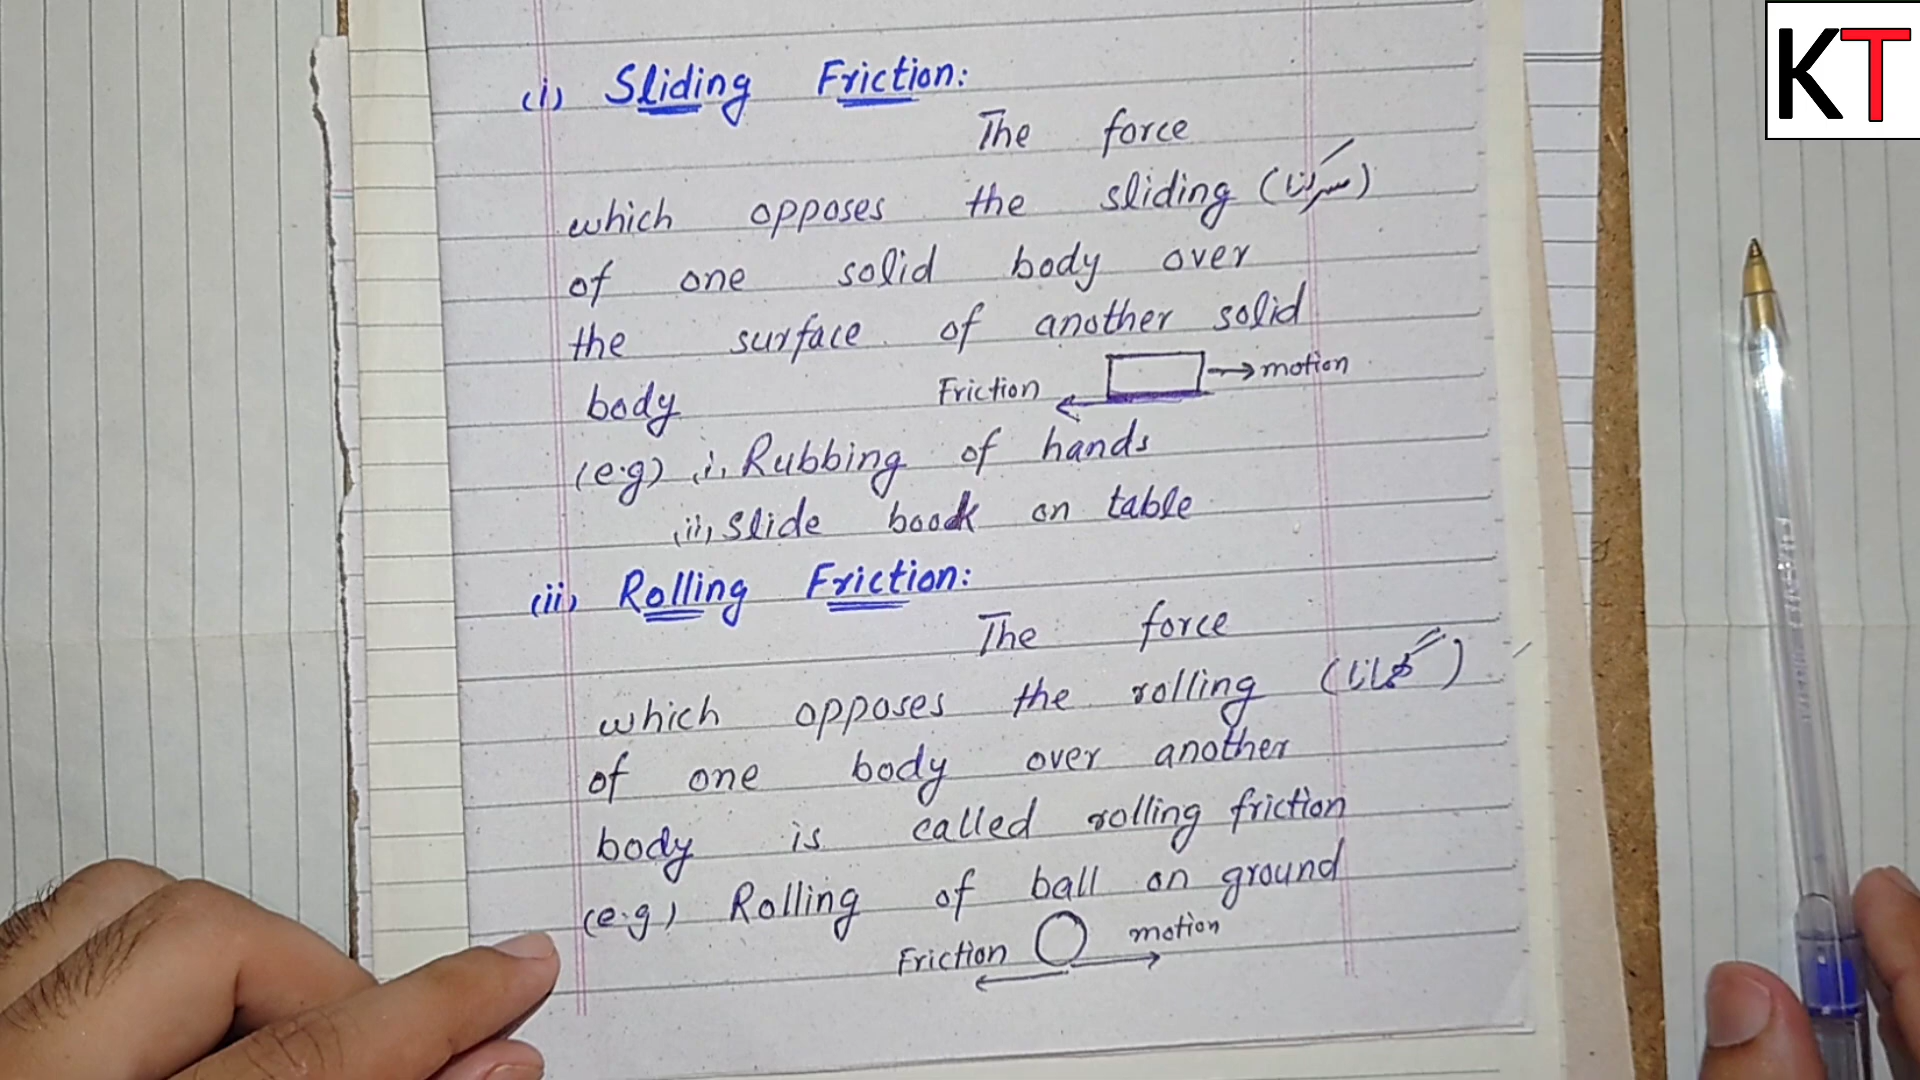 KT
(i) Sliding Friction:
The force
which opposes the sliding (سرکنا)
of one solid body over
the surface of another solid
body
Friction motion
(e.g) i, Rubbing of hands
ii, Slide book on table
(ii) Rolling Friction:
The force
which opposes the rolling
of one body over another
body is called rolling friction
(e.g) Rolling of ball on ground
Friction motion